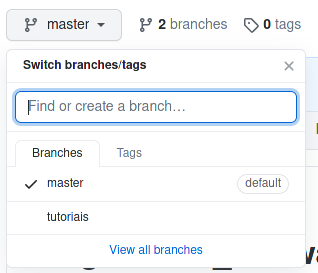 master 2 branches 0 tags
Switch branches/tags
Find or create a branch…
Branches Tags
master default
tutoriais
View all branches